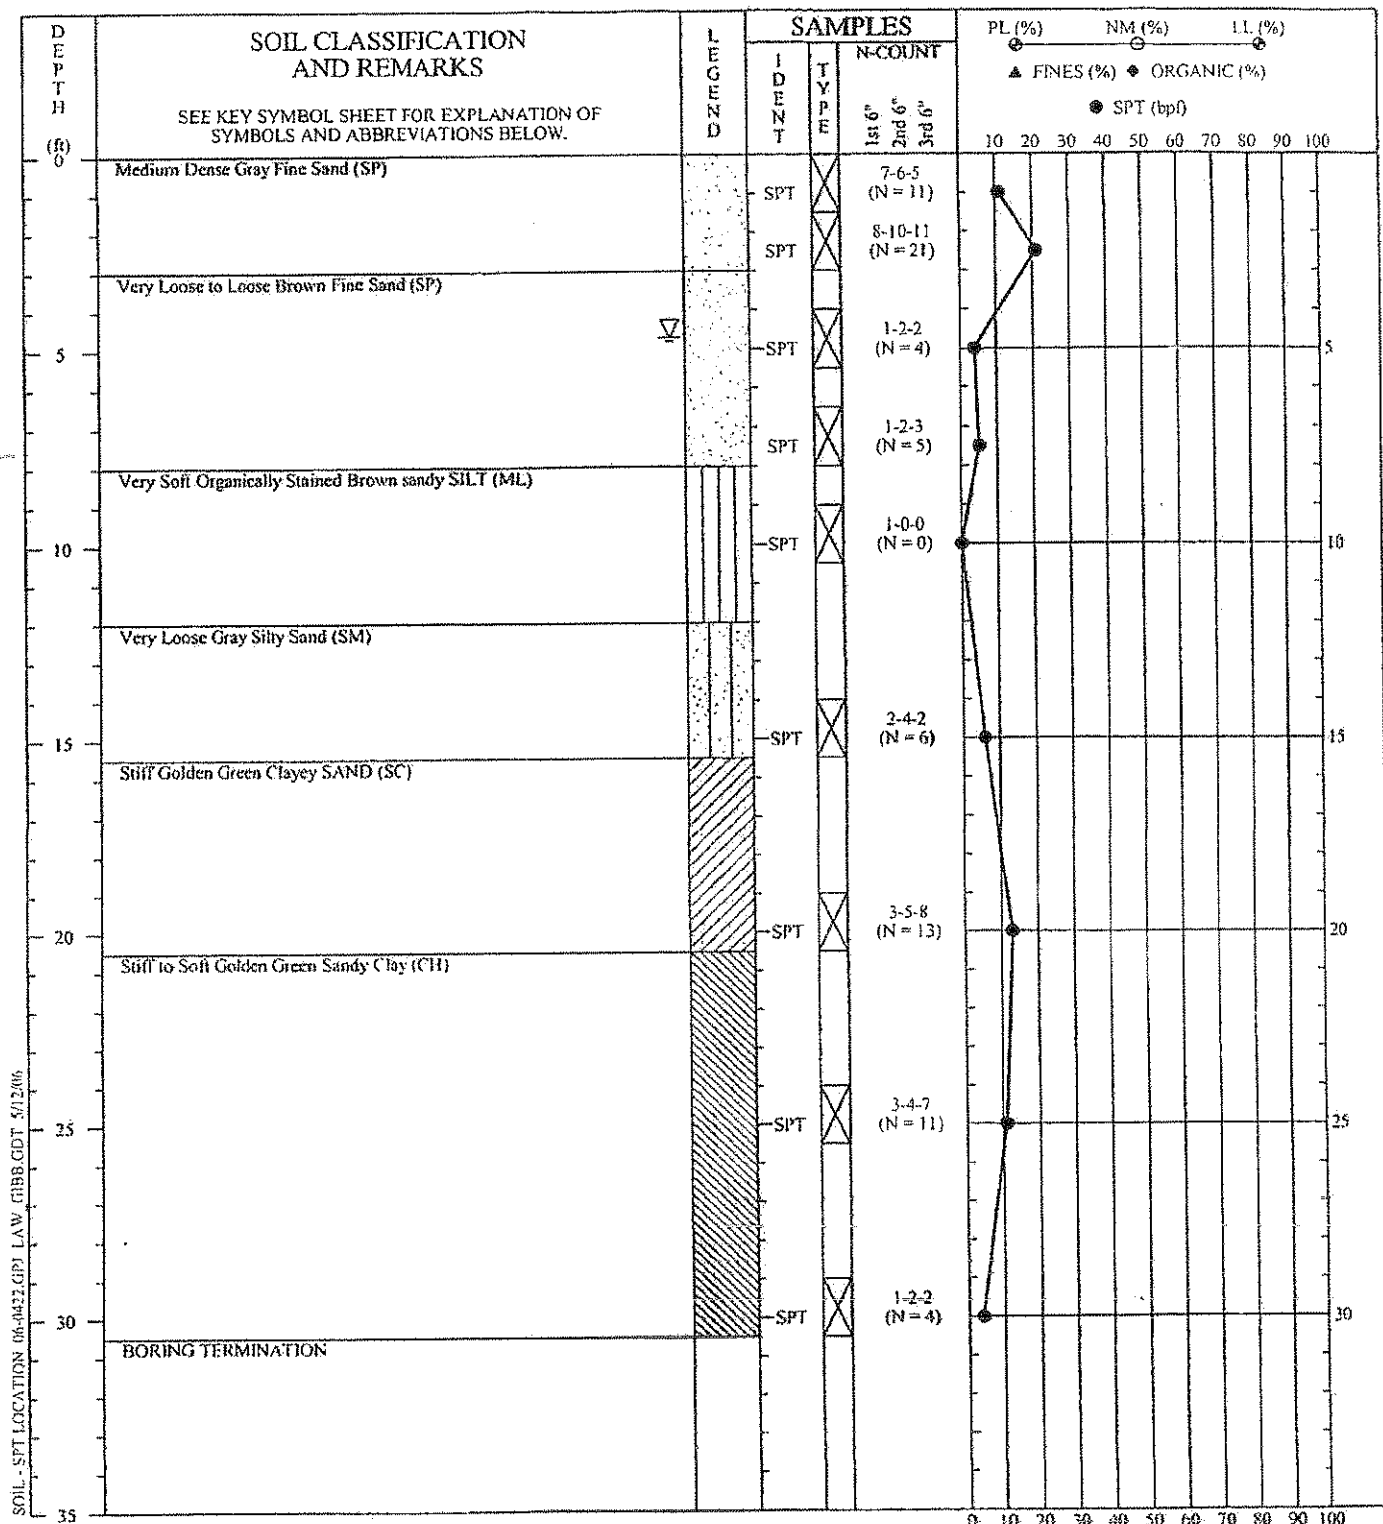 DEPTH (ft)
SOIL CLASSIFICATION
AND REMARKS
SEE KEY SYMBOL SHEET FOR EXPLANATION OF
SYMBOLS AND ABBREVIATIONS BELOW.
LEGEND
SAMPLES
IDENT
TYPE
N-COUNT
1st 6"
2nd 6"
3rd 6"
PL (%) NM (%) LL (%)
▲ FINES (%) ◆ ORGANIC (%)
● SPT (bpf)
10 20 30 40 50 60 70 80 90 100
0
Medium Dense Gray Fine Sand (SP)
SPT
7-6-5
(N = 11)
SPT
8-10-11
(N = 21)
Very Loose to Loose Brown Fine Sand (SP)
5
SPT
1-2-2
(N = 4)
5
SPT
1-2-3
(N = 5)
Very Soft Organically Stained Brown sandy SILT (ML)
10
SPT
1-0-0
(N = 0)
10
Very Loose Gray Silty Sand (SM)
15
SPT
2-4-2
(N = 6)
15
Stiff Golden Green Clayey SAND (SC)
20
SPT
3-5-8
(N = 13)
20
Stiff to Soft Golden Green Sandy Clay (CH)
25
SPT
3-4-7
(N = 11)
25
30
SPT
1-2-2
(N = 4)
30
BORING TERMINATION
35
0 10 20 30 40 50 60 70 80 90 100
SOIL - SPT LOCATION 06-0422.GPJ LAW_GIBB.GDT 5/12/06